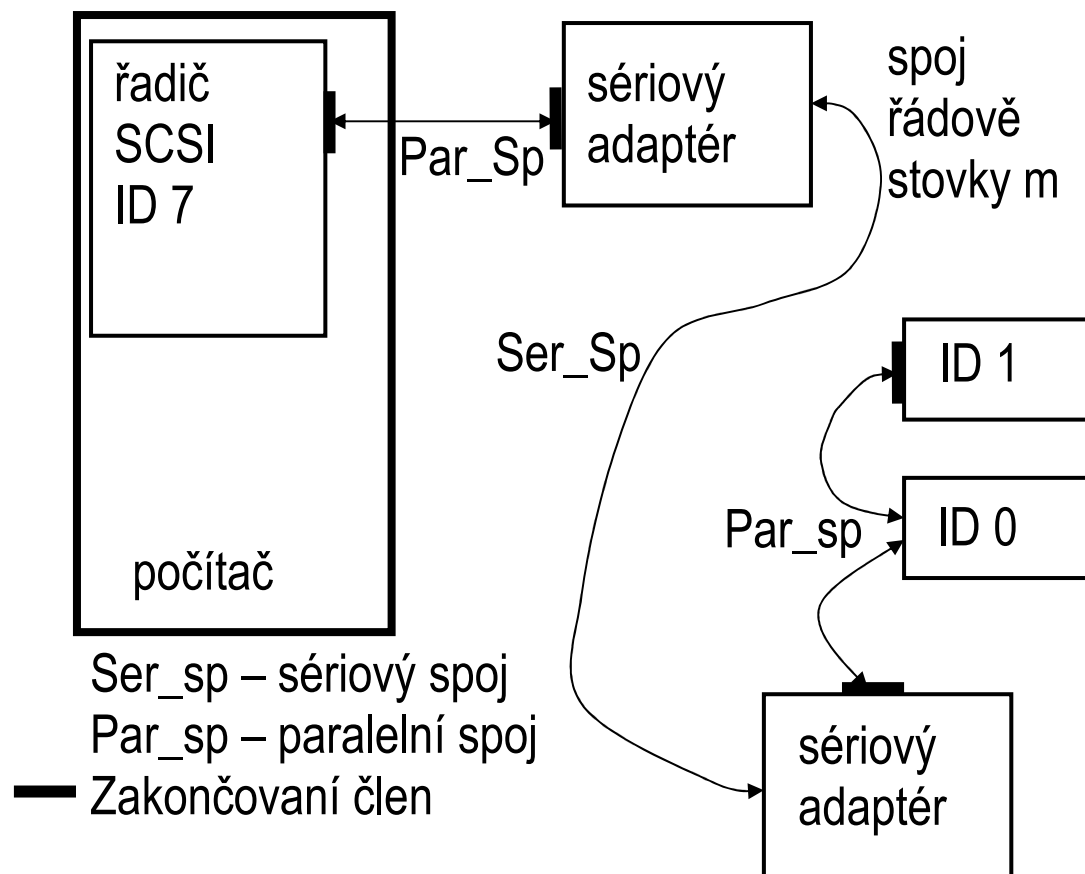 řadič
SCSI
ID 7
počítač
Par_Sp
sériový
adaptér
spoj
řádově
stovky m
Ser_Sp
ID 1
ID 0
Par_sp
sériový
adaptér
Ser_sp – sériový spoj
Par_sp – paralelní spoj
Zakončovaní člen